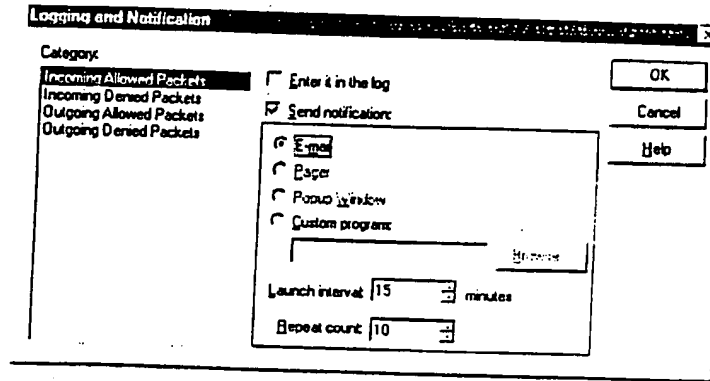 Logging and Notification
Category:
Incoming Allowed Packets
Incoming Denied Packets
Outgoing Allowed Packets
Outgoing Denied Packets
Enter it in the log
Send notification:
E-mail
Pager
Popup Window
Custom program:
Browse
Launch interval: 15 minutes
Repeat count: 10
OK
Cancel
Help